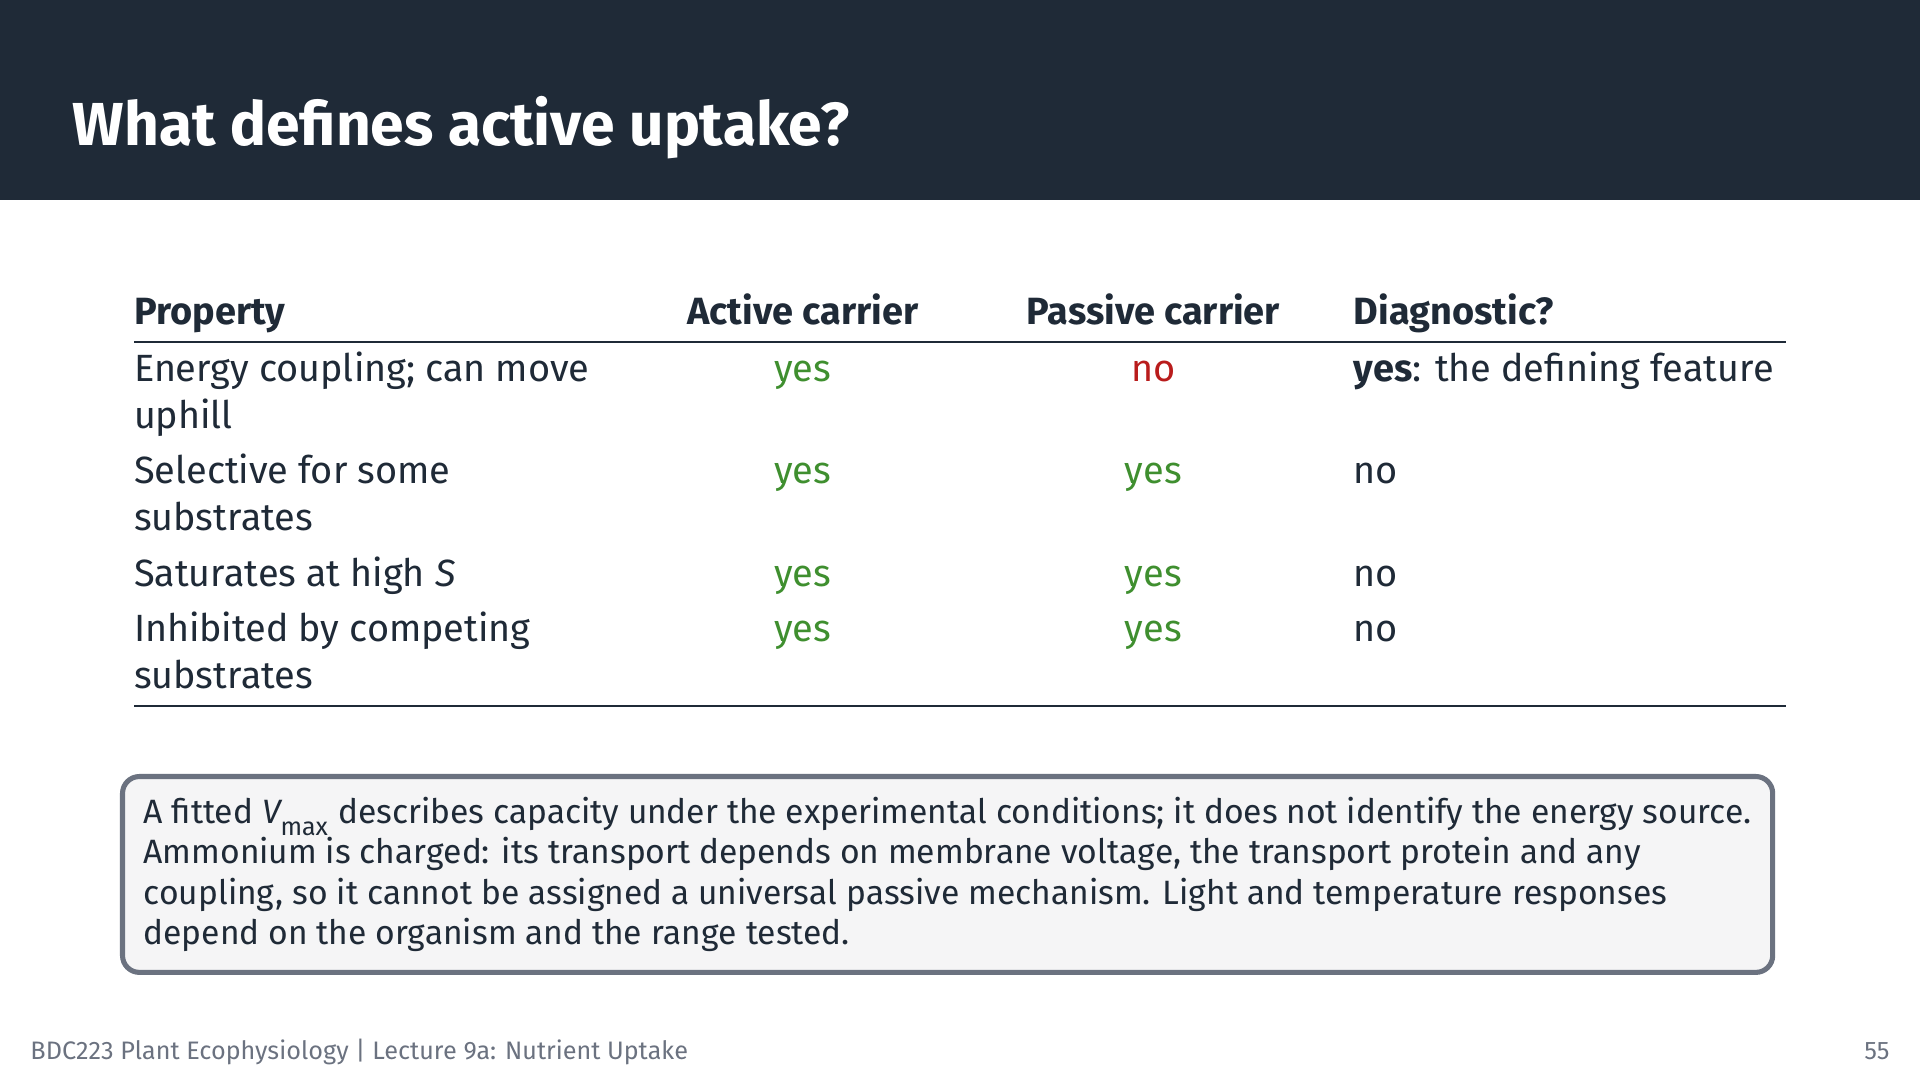 What defines active uptake?
Property Active carrier Passive carrier Diagnostic?
Energy coupling; can move yes no yes: the defining feature
uphill
Selective for some yes yes no
substrates
Saturates at high S yes yes no
Inhibited by competing yes yes no
substrates
A fitted Vmax describes capacity under the experimental conditions; it does not identify the energy source.
Ammonium is charged: its transport depends on membrane voltage, the transport protein and any
coupling, so it cannot be assigned a universal passive mechanism. Light and temperature responses
depend on the organism and the range tested.
BDC223 Plant Ecophysiology | Lecture 9a: Nutrient Uptake 55